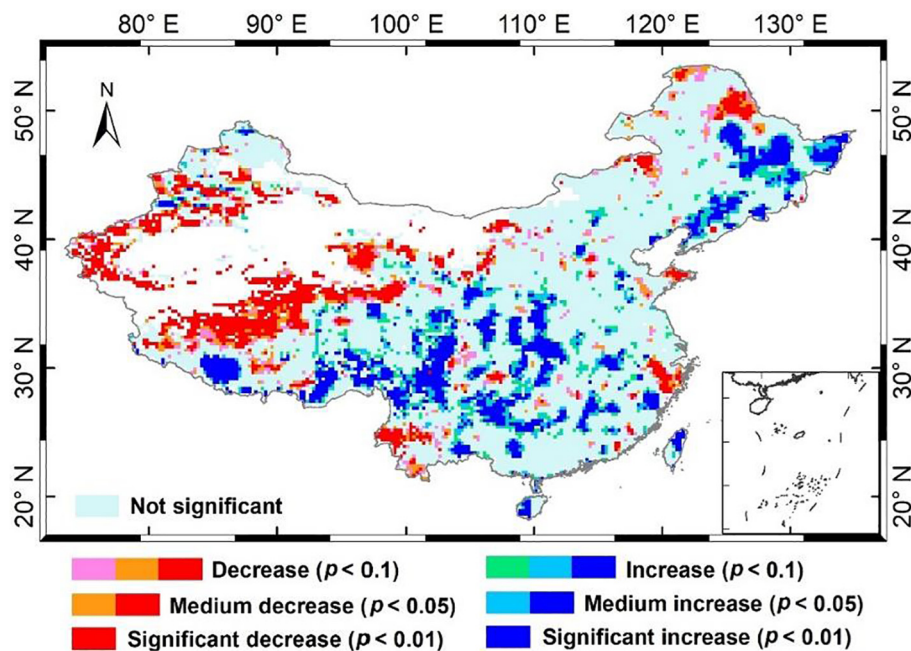 80° E 90° E 100° E 110° E 120° E 130° E
N
50° N 50° N
40° N 40° N
30° N 30° N
20° N 20° N
Not significant
Decrease (p < 0.1) Increase (p < 0.1)
Medium decrease (p < 0.05) Medium increase (p < 0.05)
Significant decrease (p < 0.01) Significant increase (p < 0.01)